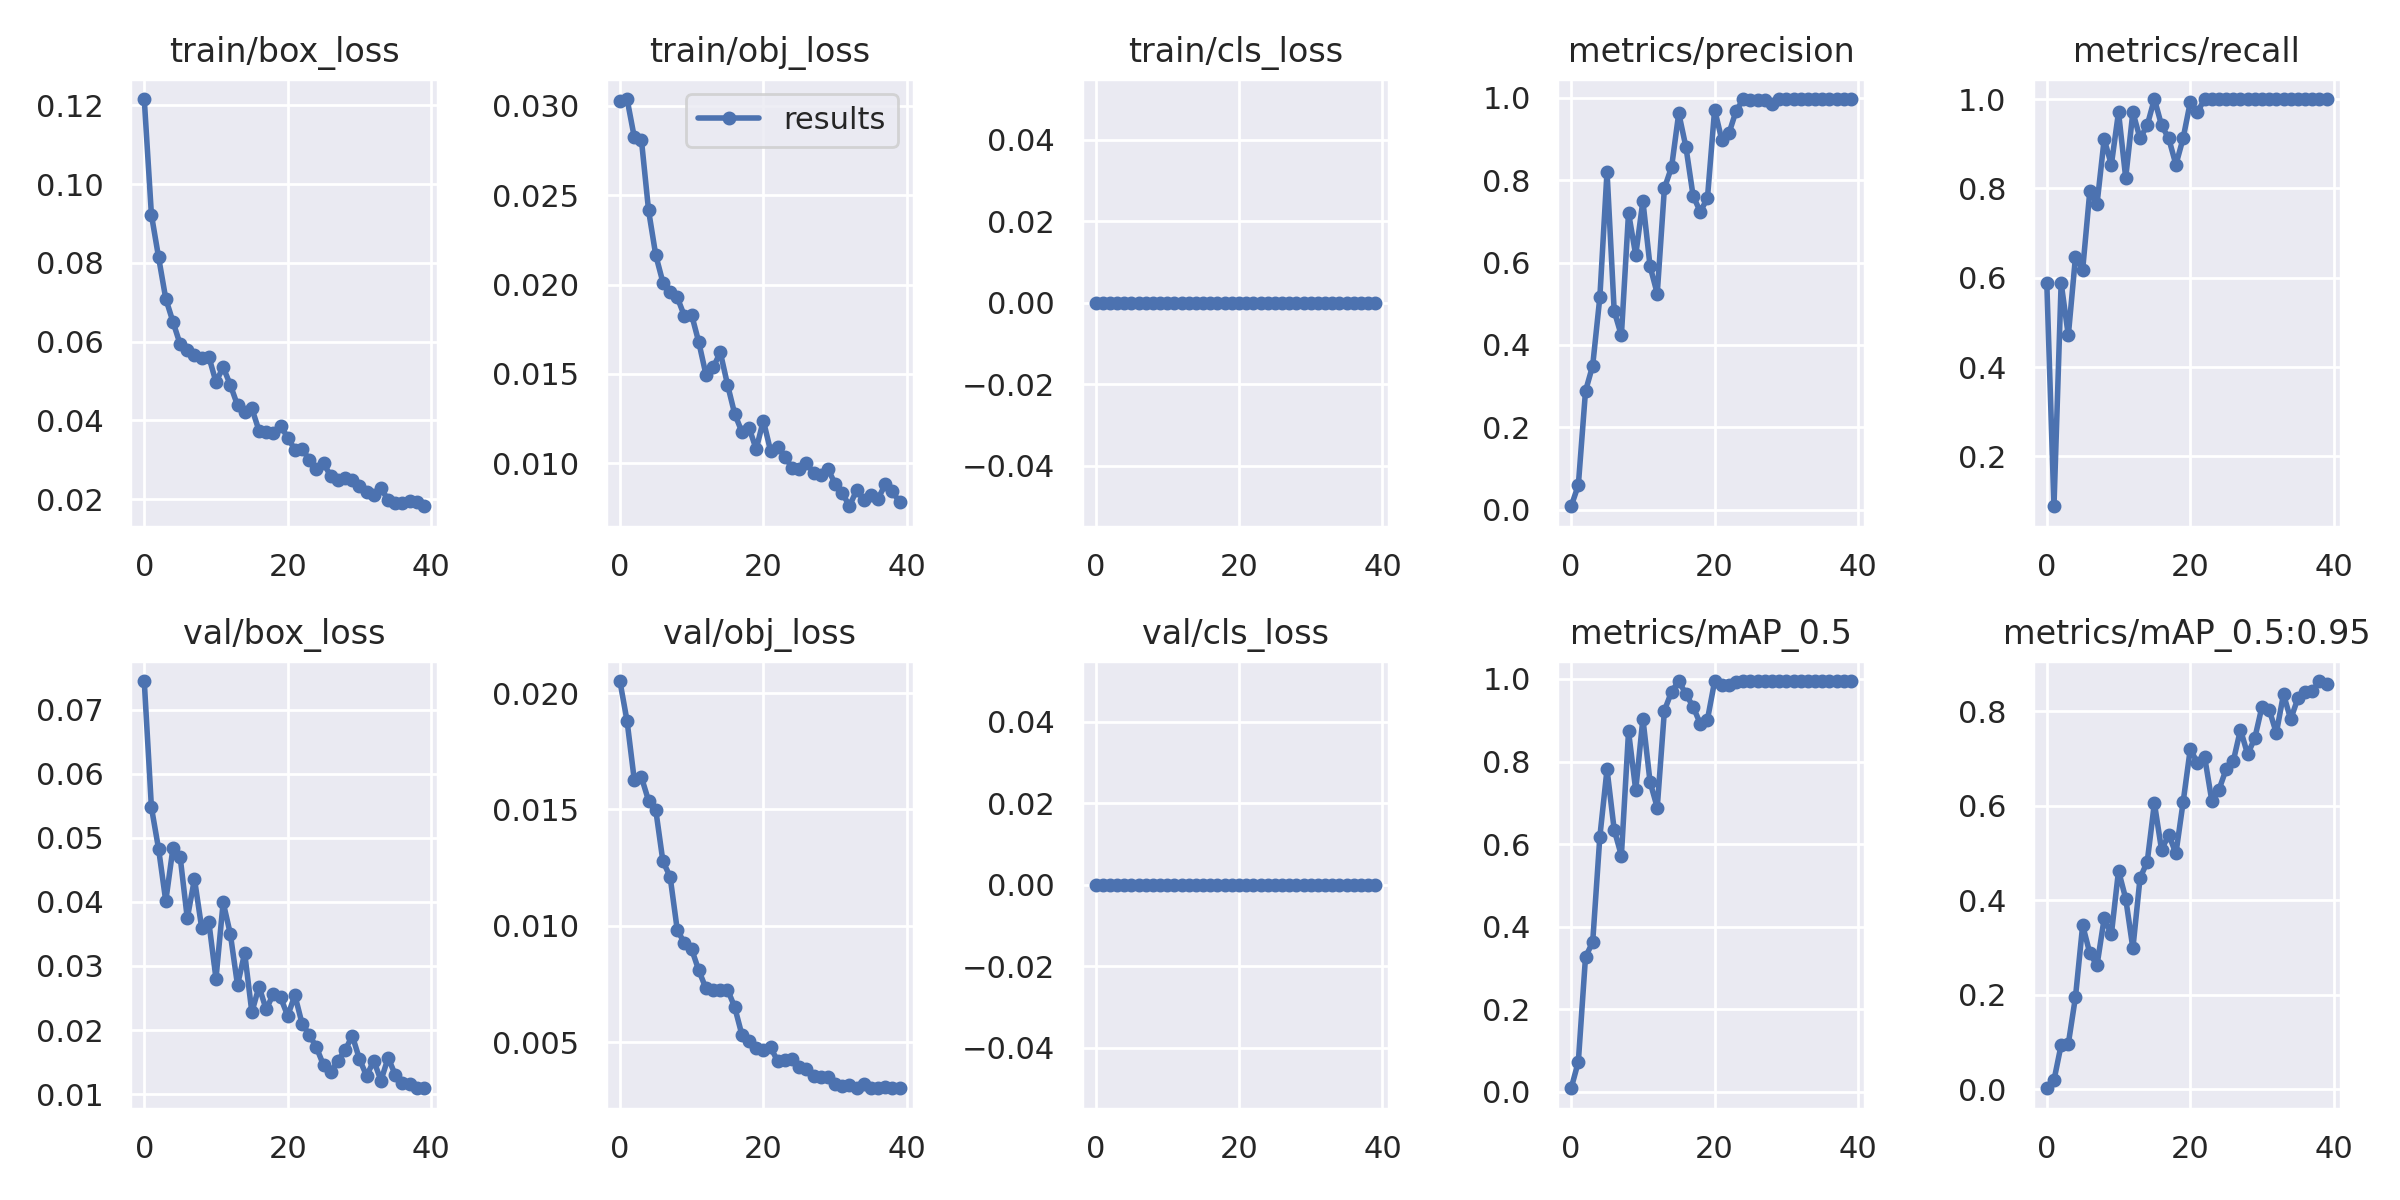 train/box_loss
0.12
0.10
0.08
0.06
0.04
0.02
0 20 40
train/obj_loss
results
0.030
0.025
0.020
0.015
0.010
0 20 40
train/cls_loss
0.04
0.02
0.00
−0.02
−0.04
0 20 40
metrics/precision
1.0
0.8
0.6
0.4
0.2
0.0
0 20 40
metrics/recall
1.0
0.8
0.6
0.4
0.2
0 20 40
val/box_loss
0.07
0.06
0.05
0.04
0.03
0.02
0.01
0 20 40
val/obj_loss
0.020
0.015
0.010
0.005
0 20 40
val/cls_loss
0.04
0.02
0.00
−0.02
−0.04
0 20 40
metrics/mAP_0.5
1.0
0.8
0.6
0.4
0.2
0.0
0 20 40
metrics/mAP_0.5:0.95
0.8
0.6
0.4
0.2
0.0
0 20 40